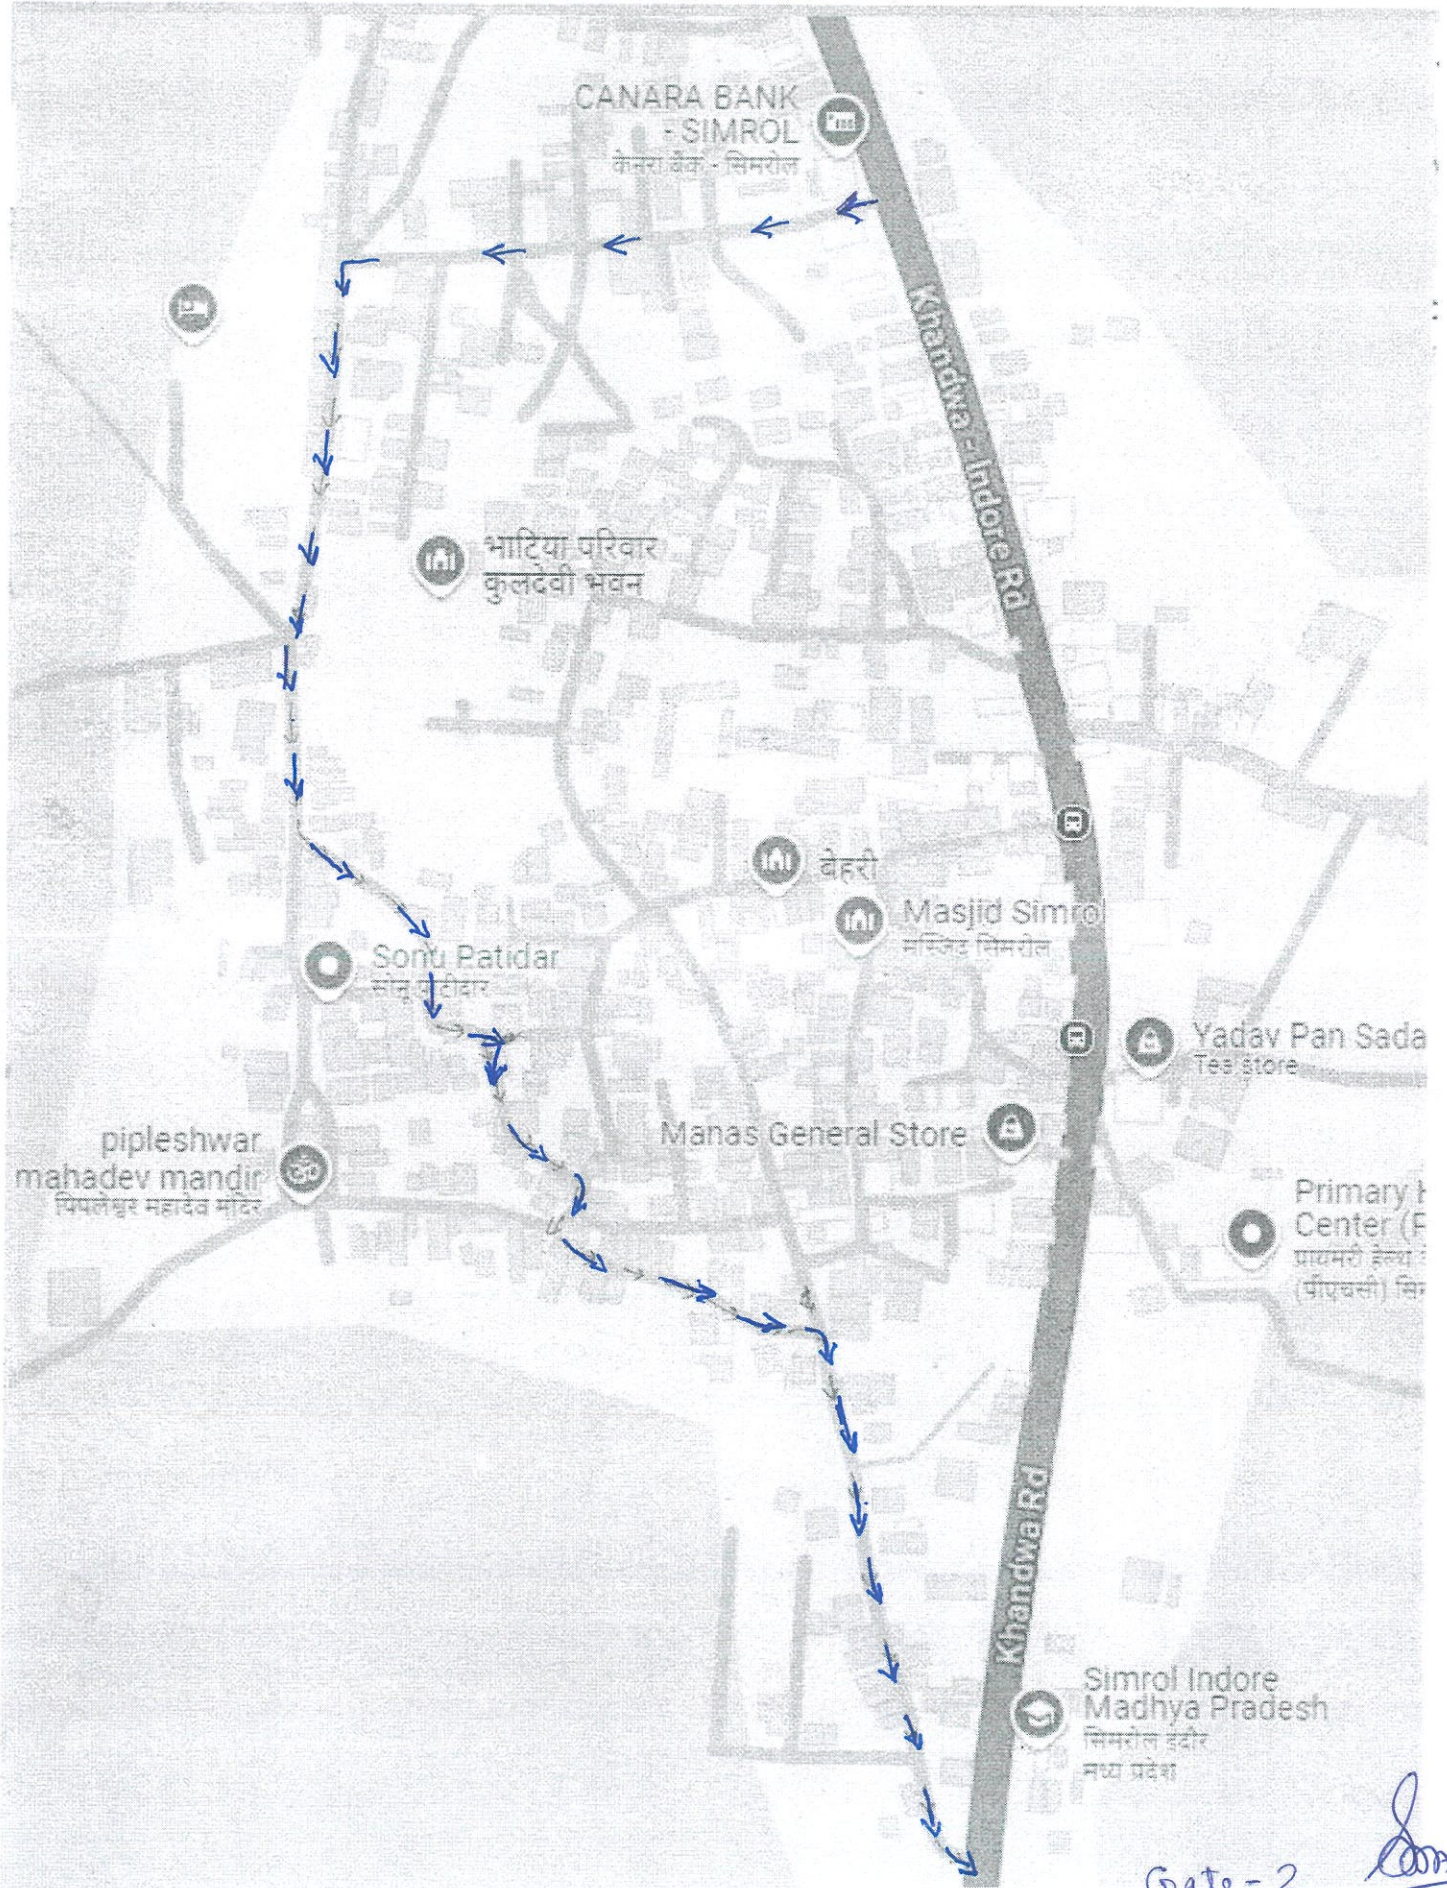 CANARA BANK
- SIMROL
केनरा बैंक - सिमरोल
Khandwa - Indore Rd
भाटिया परिवार
कुलदेवी भवन
बेहरी
Masjid Simrol
मस्जिद सिमरोल
Sonu Patidar
सोनू पाटीदार
Yadav Pan Sada
Tea store
Manas General Store
pipleshwar
mahadev mandir
पिपलेश्वर महादेव मंदिर
Primary H
Center (P
प्रायमरी हेल्थ
(पीएचसी) सिम
Khandwa Rd
Simrol Indore
Madhya Pradesh
सिमरोल इंदौर
मध्य प्रदेश
Gate - 2